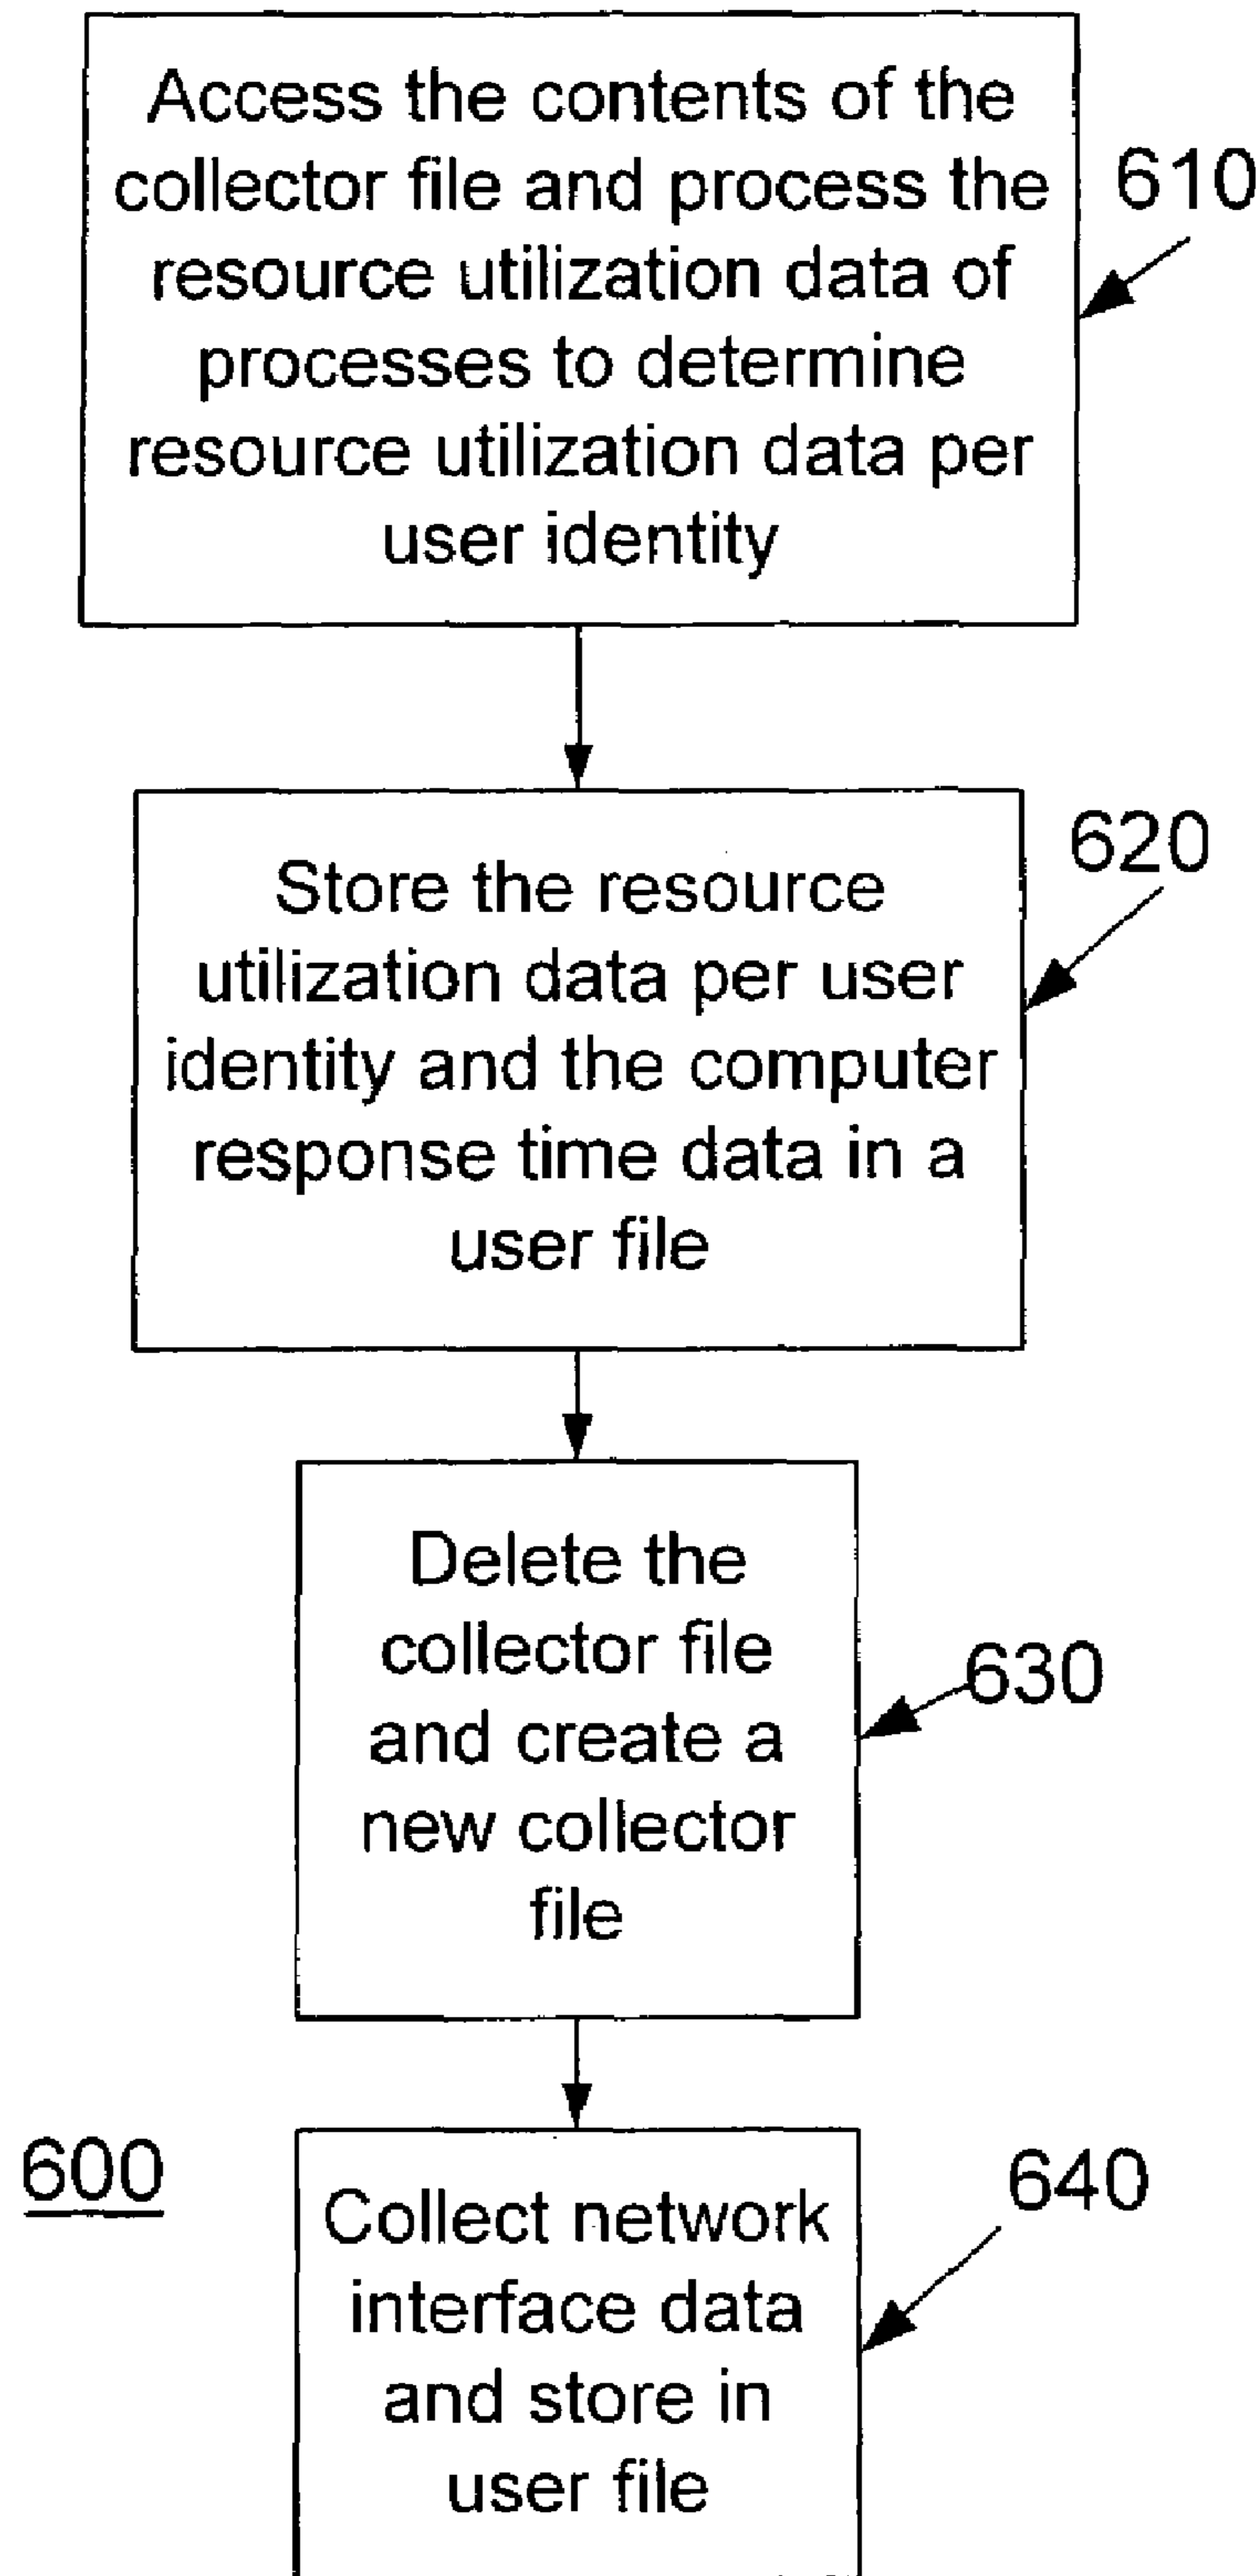 Access the contents of the
collector file and process the
resource utilization data of
processes to determine
resource utilization data per
user identity
610
Store the resource
utilization data per user
identity and the computer
response time data in a
user file
620
Delete the
collector file
and create a
new collector
file
630
600
Collect network
interface data
and store in
user file
640